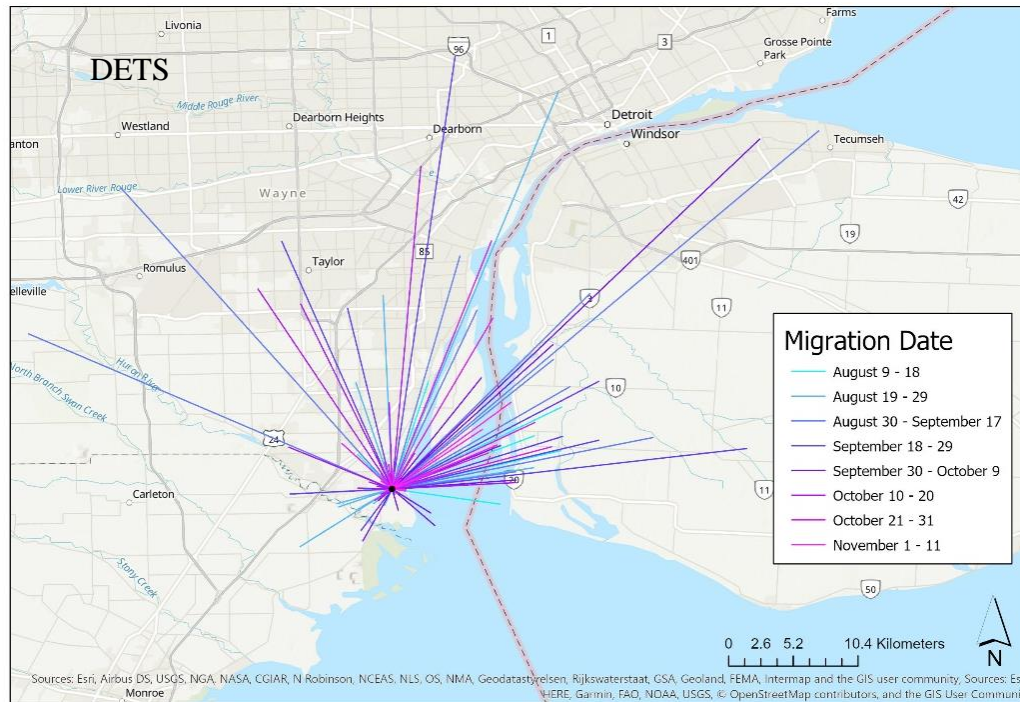 DETS
Livonia
96
1
3
Farms
Grosse Pointe
Park
Middle Rouge River
Detroit
Westland
Dearborn Heights
Dearborn
Windsor
anton
Tecumseh
Lower River Rouge
Wayne
e
42
19
85
401
Romulus
Taylor
elleville
3
11
Huron River
North Branch Swan Creek
24
10
20
11
Carleton
Stony Creek
50
Monroe
Migration Date
August 9 - 18
August 19 - 29
August 30 - September 17
September 18 - 29
September 30 - October 9
October 10 - 20
October 21 - 31
November 1 - 11
0 2.6 5.2 10.4 Kilometers
N
Sources: Esri, Airbus DS, USGS, NGA, NASA, CGIAR, N Robinson, NCEAS, NLS, OS, NMA, Geodatastyrelsen, Rijkswaterstaat, GSA, Geoland, FEMA, Intermap and the GIS user community, Sources: Es
HERE, Garmin, FAO, NOAA, USGS, © OpenStreetMap contributors, and the GIS User Communi